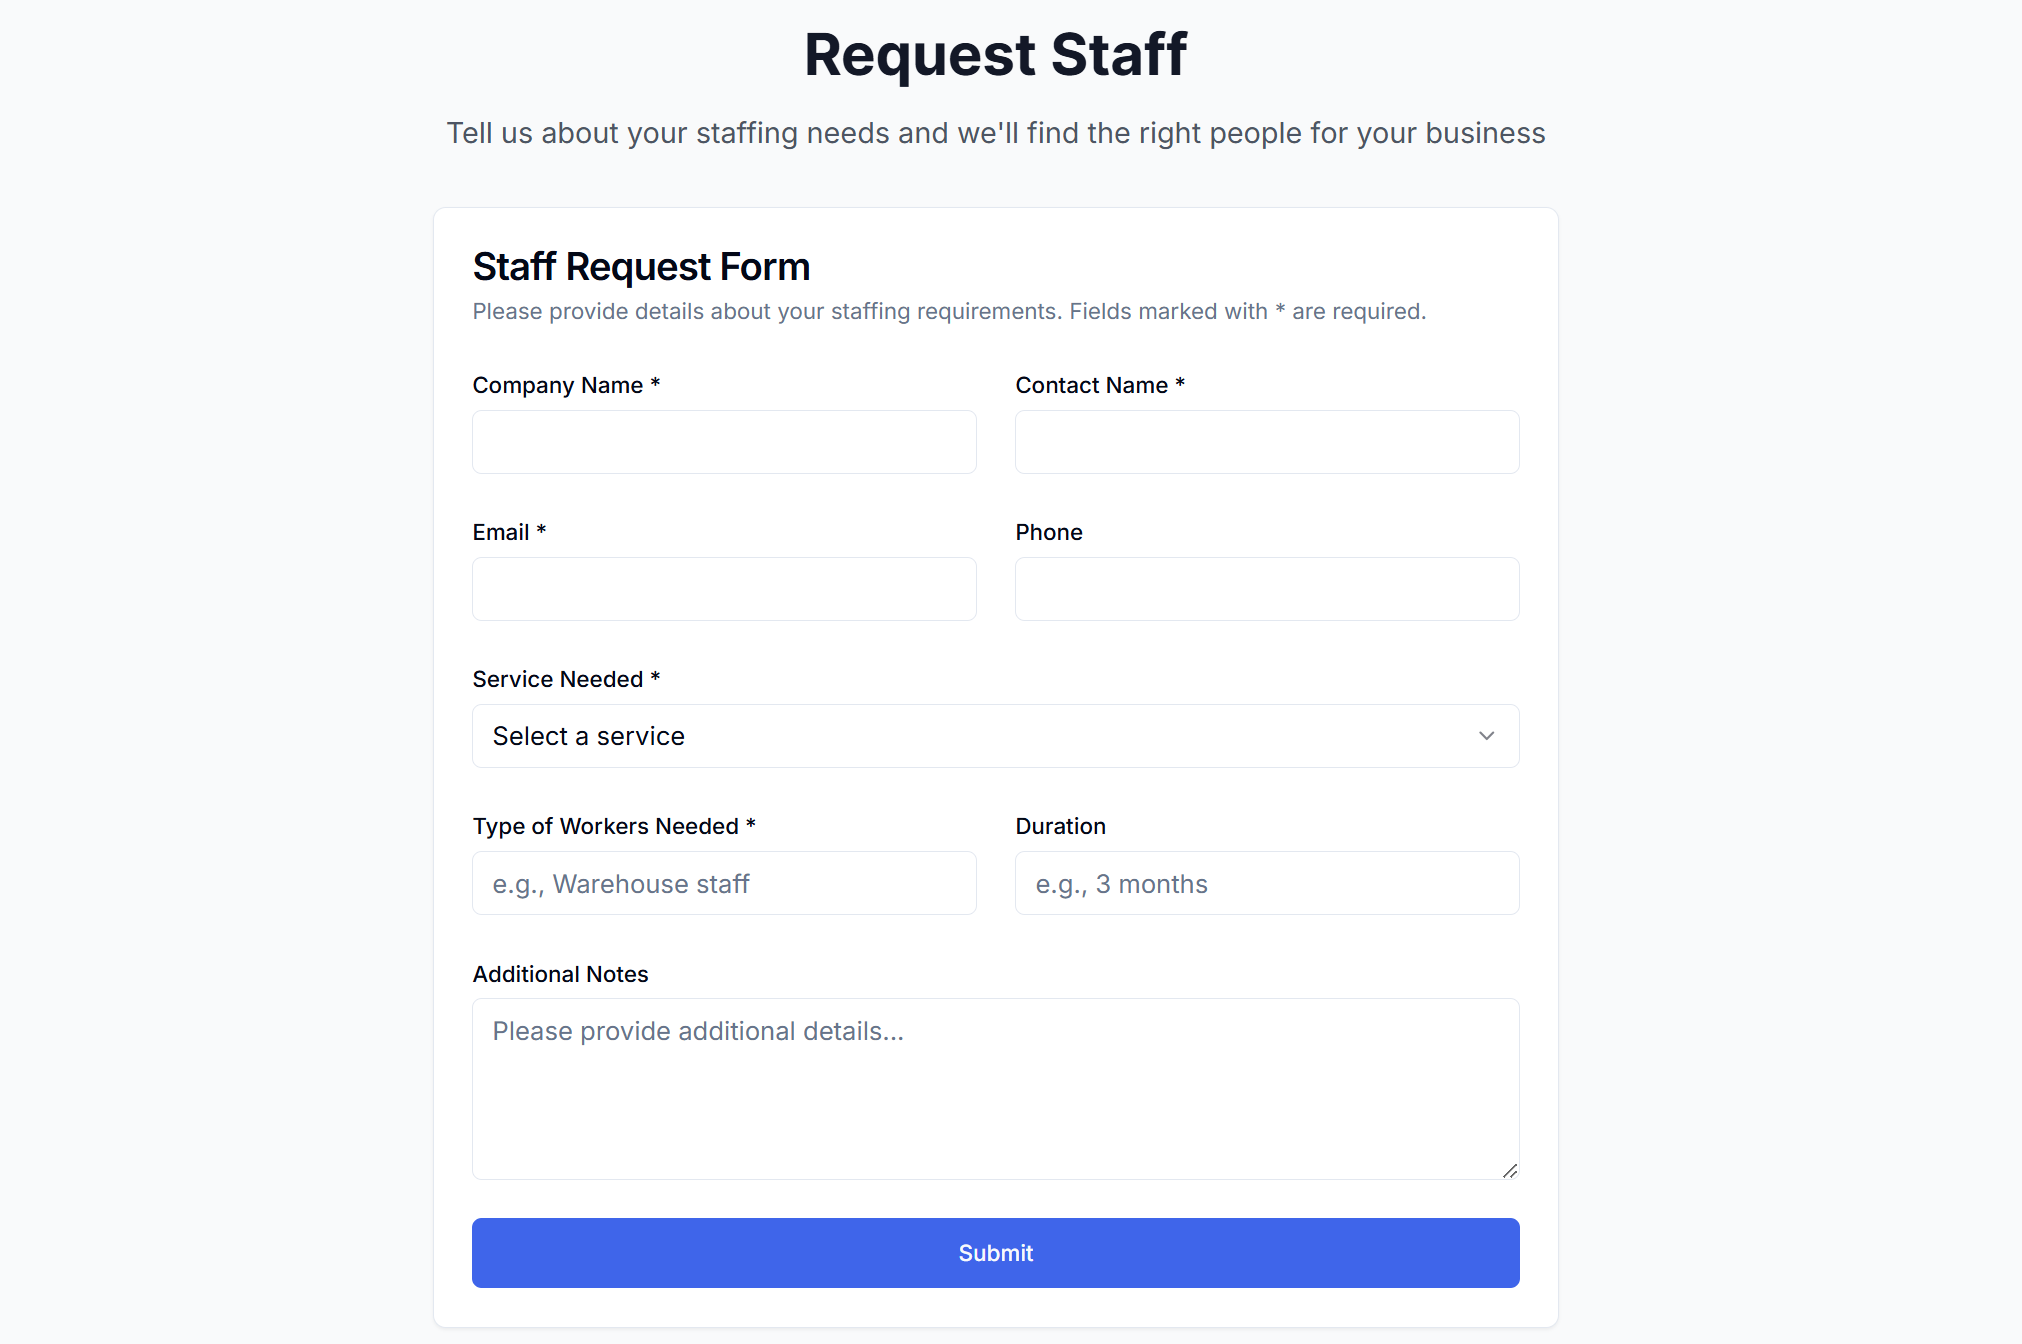 Request Staff
Tell us about your staffing needs and we'll find the right people for your business
Staff Request Form
Please provide details about your staffing requirements. Fields marked with * are required.
Company Name *
Contact Name *
Email *
Phone
Service Needed *
Select a service
Type of Workers Needed *
Duration
e.g., Warehouse staff
e.g., 3 months
Additional Notes
Please provide additional details...
Submit